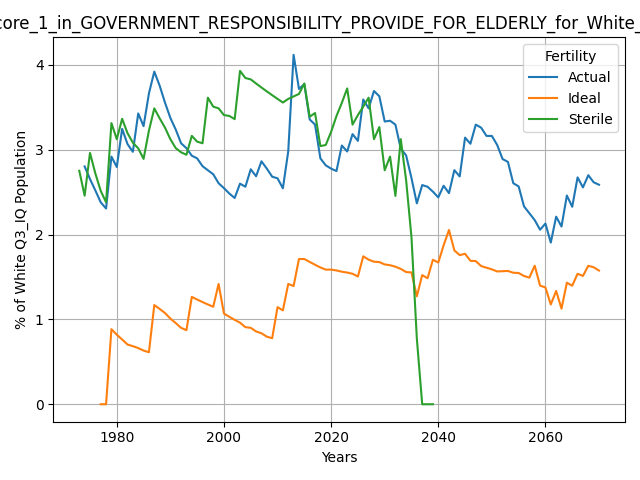 core_1_in_GOVERNMENT_RESPONSIBILITY_PROVIDE_FOR_ELDERLY_for_White_
Fertility
Actual
Ideal
Sterile
% of White Q3_IQ Population
4
3
2
1
0
1980
2000
2020
2040
2060
Years